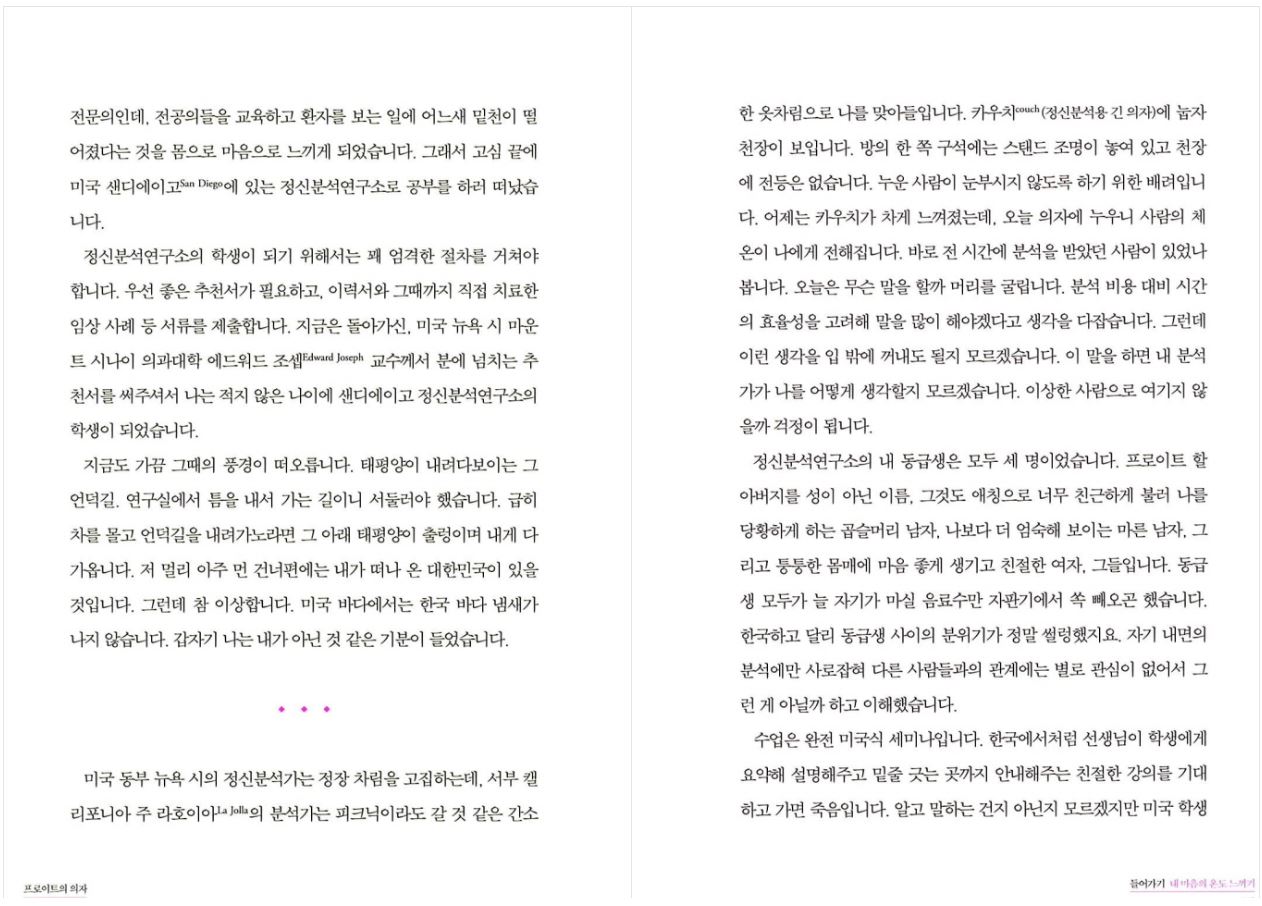 전문의인데, 전공의들을 교육하고 환자를 보는 일에 어느새 밑천이 떨
어졌다는 것을 몸으로 마음으로 느끼게 되었습니다. 그래서 고심 끝에
미국 샌디에이고San Diego에 있는 정신분석연구소로 공부를 하러 떠났습
니다.
정신분석연구소의 학생이 되기 위해서는 꽤 엄격한 절차를 거쳐야
합니다. 우선 좋은 추천서가 필요하고, 이력서와 그때까지 직접 치료한
임상 사례 등 서류를 제출합니다. 지금은 돌아가신, 미국 뉴욕 시 마운
트 시나이 의과대학 에드워드 조셉Edward Joseph 교수께서 분에 넘치는 추
천서를 써주셔서 나는 적지 않은 나이에 샌디에이고 정신분석연구소의
학생이 되었습니다.
지금도 가끔 그때의 풍경이 떠오릅니다. 태평양이 내려다보이는 그
언덕길. 연구실에서 틈을 내서 가는 길이니 서둘러야 했습니다. 급히
차를 몰고 언덕길을 내려가노라면 그 아래 태평양이 출렁이며 내게 다
가옵니다. 저 멀리 아주 먼 건너편에는 내가 떠나 온 대한민국이 있을
것입니다. 그런데 참 이상합니다. 미국 바다에서는 한국 바다 냄새가
나지 않습니다. 갑자기 나는 내가 아닌 것 같은 기분이 들었습니다.
미국 동부 뉴욕 시의 정신분석가는 정장 차림을 고집하는데, 서부 캘
리포니아 주 라호이아La Jolla의 분석가는 피크닉이라도 갈 것 같은 간소
프로이트의 의자
한 옷차림으로 나를 맞아들입니다. 카우치couch(정신분석용 긴 의자)에 눕자
천장이 보입니다. 방의 한 쪽 구석에는 스탠드 조명이 놓여 있고 천장
에 전등은 없습니다. 누운 사람이 눈부시지 않도록 하기 위한 배려입니
다. 어제는 카우치가 차게 느껴졌는데, 오늘 의자에 누우니 사람의 체
온이 나에게 전해집니다. 바로 전 시간에 분석을 받았던 사람이 있었나
봅니다. 오늘은 무슨 말을 할까 머리를 굴립니다. 분석 비용 대비 시간
의 효율성을 고려해 말을 많이 해야겠다고 생각을 다잡습니다. 그런데
이런 생각을 입 밖에 꺼내도 될지 모르겠습니다. 이 말을 하면 내 분석
가가 나를 어떻게 생각할지 모르겠습니다. 이상한 사람으로 여기지 않
을까 걱정이 됩니다.
정신분석연구소의 내 동급생은 모두 세 명이었습니다. 프로이트 할
아버지를 성이 아닌 이름, 그것도 애칭으로 너무 친근하게 불러 나를
당황하게 하는 곱슬머리 남자, 나보다 더 엄숙해 보이는 마른 남자, 그
리고 퉁퉁한 몸매에 마음 좋게 생기고 친절한 여자, 그들입니다. 동급
생 모두가 늘 자기가 마실 음료수만 자판기에서 쏙 빼오곤 했습니다.
한국하고 달리 동급생 사이의 분위기가 정말 썰렁했지요. 자기 내면의
분석에만 사로잡혀 다른 사람들과의 관계에는 별로 관심이 없어서 그
런 게 아닐까 하고 이해했습니다.
수업은 완전 미국식 세미나입니다. 한국에서처럼 선생님이 학생에게
요약해 설명해주고 밑줄 긋는 곳까지 안내해주는 친절한 강의를 기대
하고 가면 죽음입니다. 알고 말하는 건지 아닌지 모르겠지만 미국 학생
들어가기 내 마음의 온도 느끼기